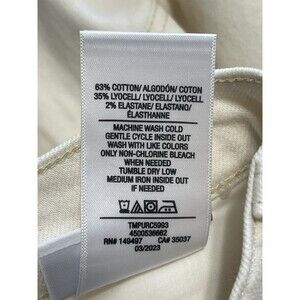 63% COTTON/ ALGODÓN/ COTON
35% LYOCELL/ LYOCELL/ LYOCELL
2% ELASTANE/ ELASTANO/
ÉLASTHANNE
MACHINE WASH COLD
GENTLE CYCLE INSIDE OUT
WASH WITH LIKE COLORS
ONLY NON-CHLORINE BLEACH
WHEN NEEDED
TUMBLE DRY LOW
MEDIUM IRON INSIDE OUT
IF NEEDED
TMPURC5993
4500536662
RN# 149497 CA# 35037
03/2023